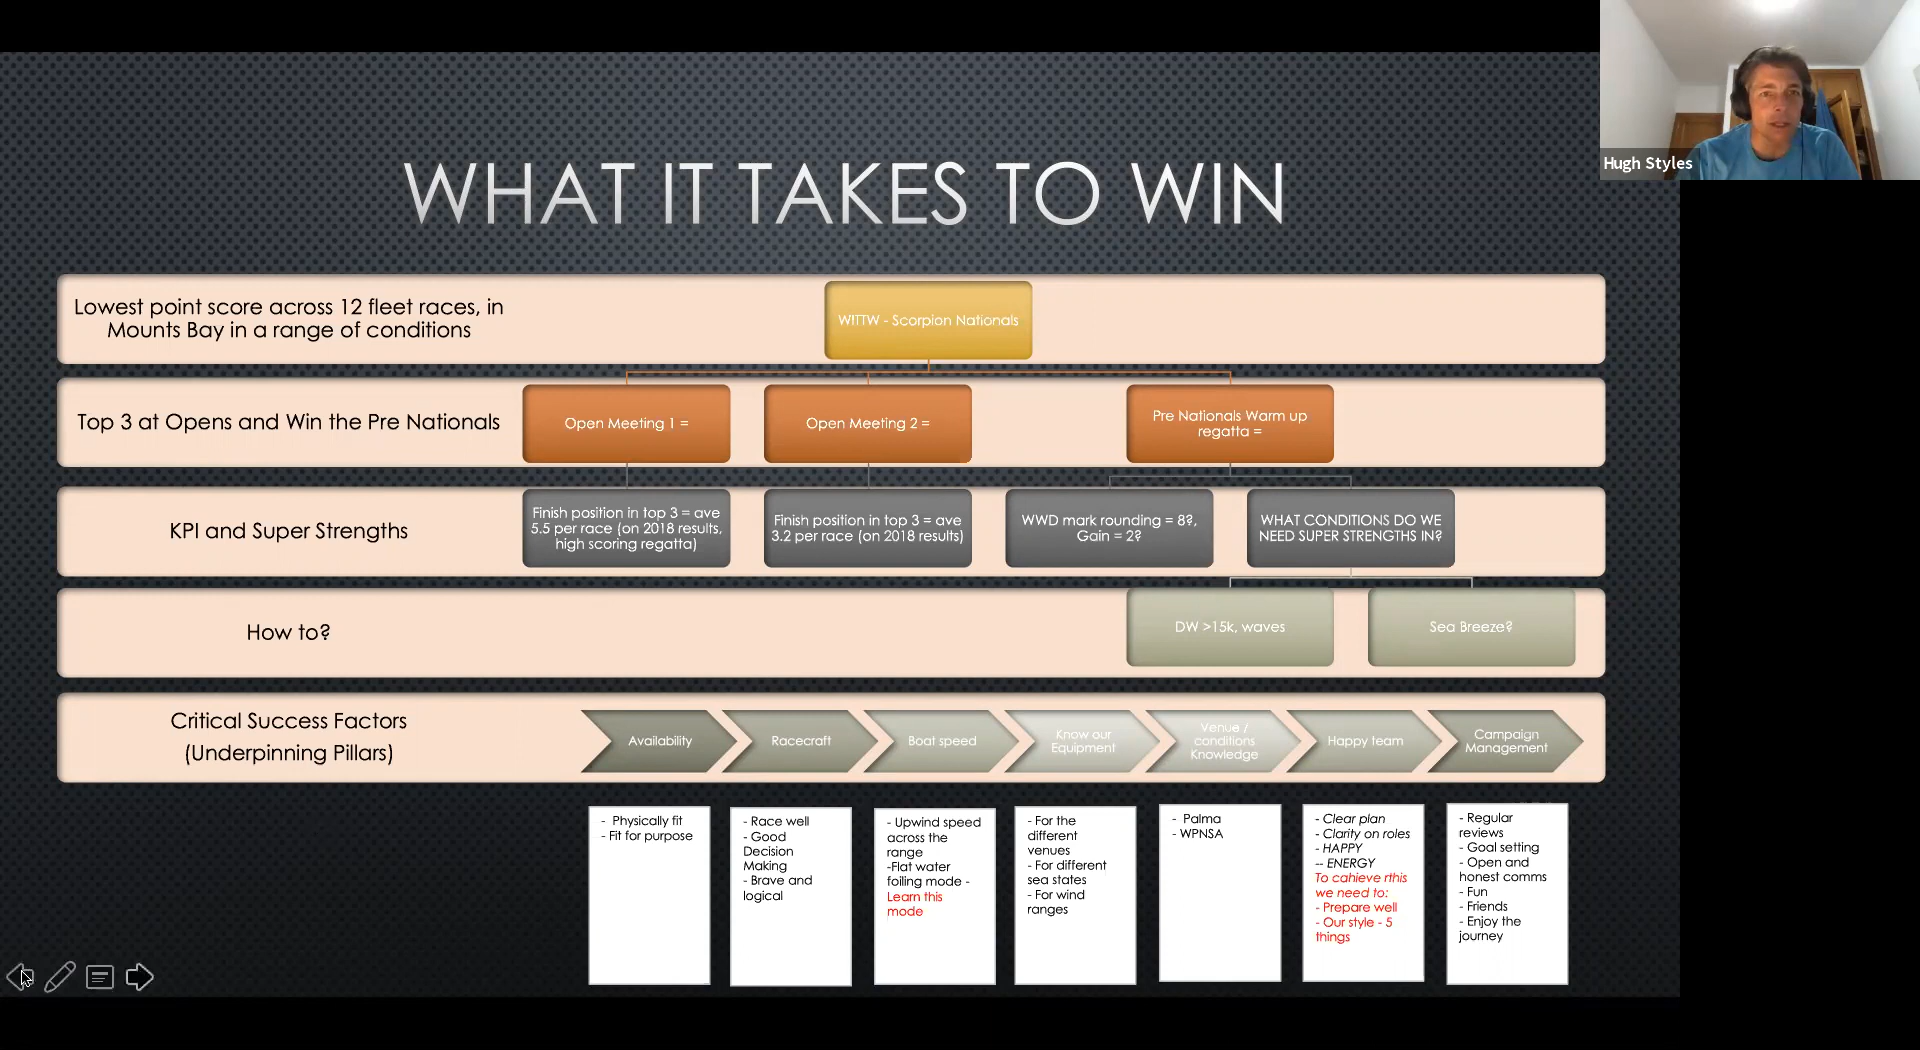 Hugh Styles
WHAT IT TAKES TO WIN
Lowest point score across 12 fleet races, in
Mounts Bay in a range of conditions
WITTW - Scorpion Nationals
Top 3 at Opens and Win the Pre Nationals
Open Meeting 1 =
Open Meeting 2 =
Pre Nationals Warm up
regatta =
KPI and Super Strengths
Finish position in top 3 = ave
5.5 per race (on 2018 results,
high scoring regatta)
Finish position in top 3 = ave
3.2 per race (on 2018 results)
WWD mark rounding = 8?,
Gain = 2?
WHAT CONDITIONS DO WE
NEED SUPER STRENGTHS IN?
How to?
DW >15k, waves
Sea Breeze?
Critical Success Factors
(Underpinning Pillars)
Availability
Racecraft
Boat speed
Know our
Equipment
Venue /
conditions
Knowledge
Happy team
Campaign
Management
- Physically fit
- Fit for purpose
- Race well
- Good
Decision
Making
- Brave and
logical
- Upwind speed
across the
range
-Flat water
foiling mode -
Learn this
mode
- For the
different
venues
- For different
sea states
- For wind
ranges
- Palma
- WPNSA
- Clear plan
- Clarity on roles
- HAPPY
-- ENERGY
To cahieve rthis
we need to:
- Prepare well
- Our style - 5
things
- Regular
reviews
- Goal setting
- Open and
honest comms
- Fun
- Friends
- Enjoy the
journey